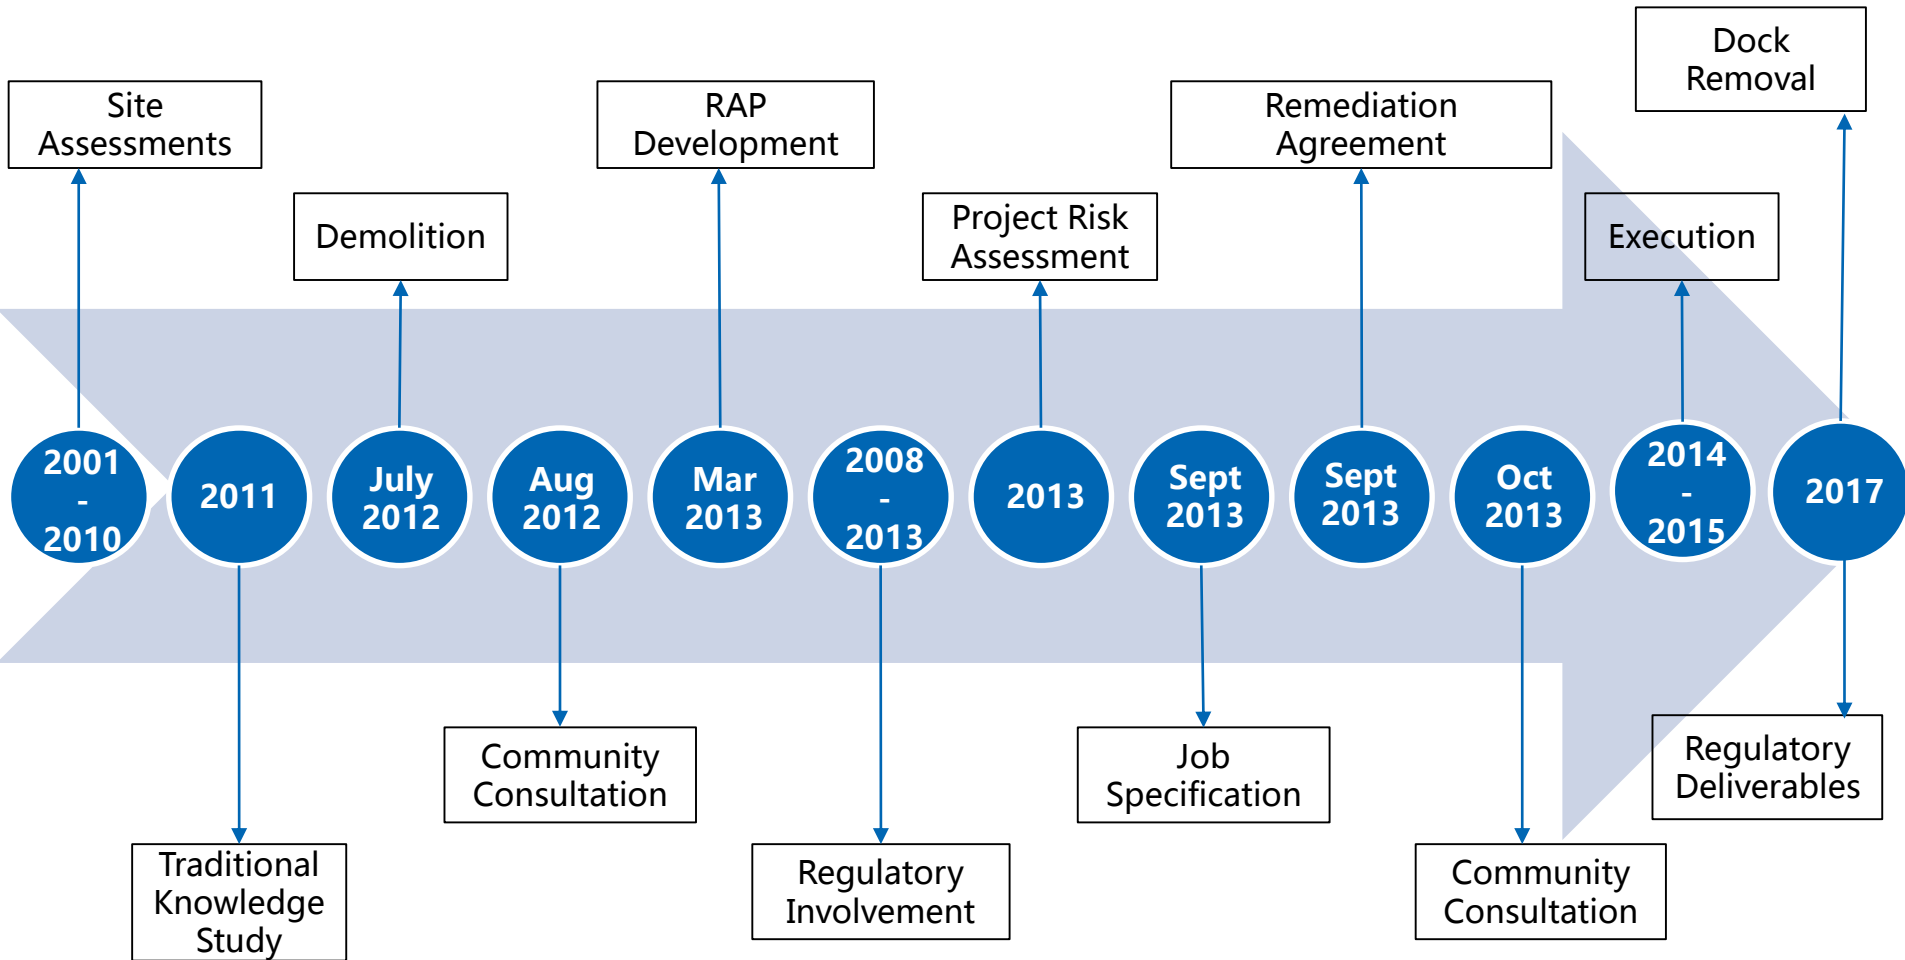 Dock
Removal
Site
Assessments
RAP
Development
Remediation
Agreement
Demolition
Project Risk
Assessment
Execution
2001
-
2010
2011
July
2012
Aug
2012
Mar
2013
2008
-
2013
2013
Sept
2013
Sept
2013
Oct
2013
2014
-
2015
2017
Community
Consultation
Job
Specification
Regulatory
Deliverables
Traditional
Knowledge
Study
Regulatory
Involvement
Community
Consultation